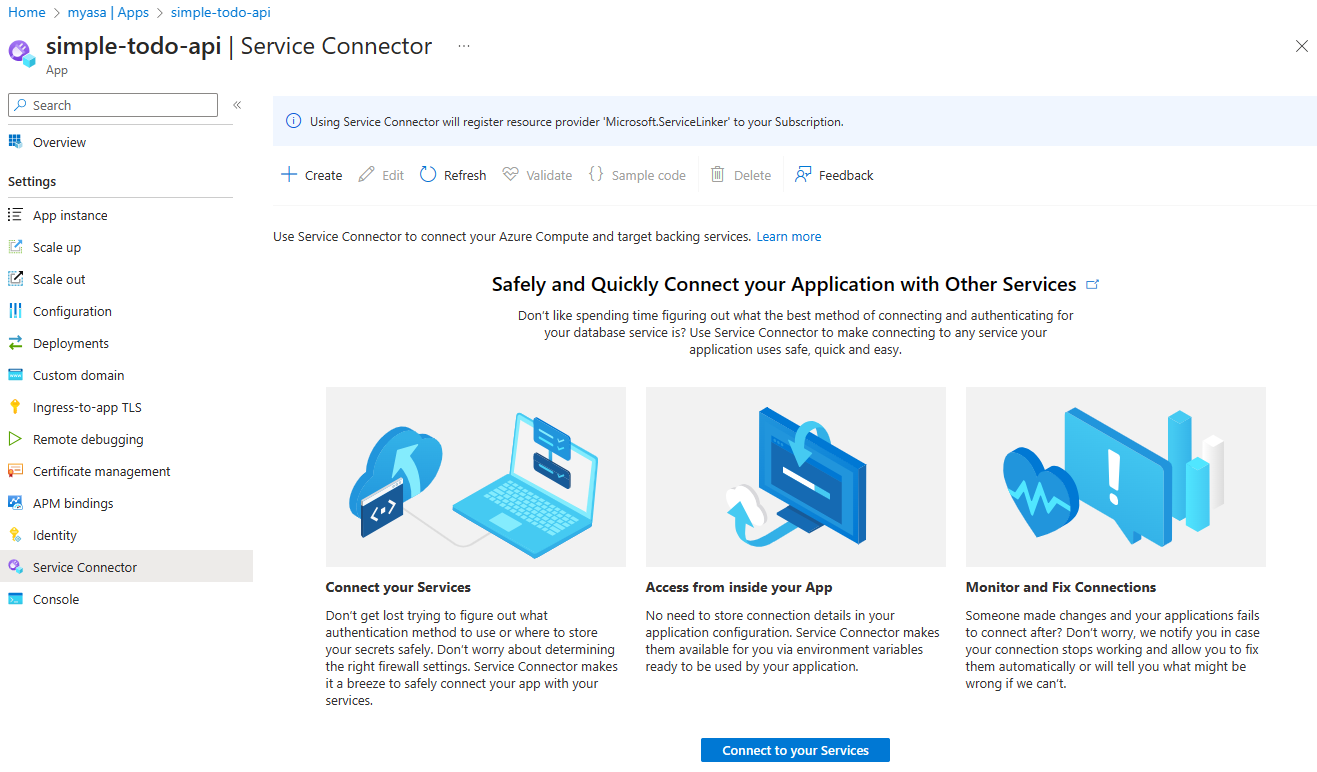 Home > myasa | Apps > simple-todo-api
simple-todo-api | Service Connector ...
App
Search «
Overview
Settings
App instance
Scale up
Scale out
Configuration
Deployments
Custom domain
Ingress-to-app TLS
Remote debugging
Certificate management
APM bindings
Identity
Service Connector
Console
Using Service Connector will register resource provider 'Microsoft.ServiceLinker' to your Subscription.
Create Edit Refresh Validate Sample code Delete Feedback
Use Service Connector to connect your Azure Compute and target backing services. Learn more
Safely and Quickly Connect your Application with Other Services
Don't like spending time figuring out what the best method of connecting and authenticating for
your database service is? Use Service Connector to make connecting to any service your
application uses safe, quick and easy.
Connect your Services
Don't get lost trying to figure out what
authentication method to use or where to store
your secrets safely. Don't worry about determining
the right firewall settings. Service Connector makes
it a breeze to safely connect your app with your
services.
Access from inside your App
No need to store connection details in your
application configuration. Service Connector makes
them available for you via environment variables
ready to be used by your application.
Monitor and Fix Connections
Someone made changes and your applications fails
to connect after? Don't worry, we notify you in case
your connection stops working and allow you to fix
them automatically or will tell you what might be
wrong if we can't.
Connect to your Services